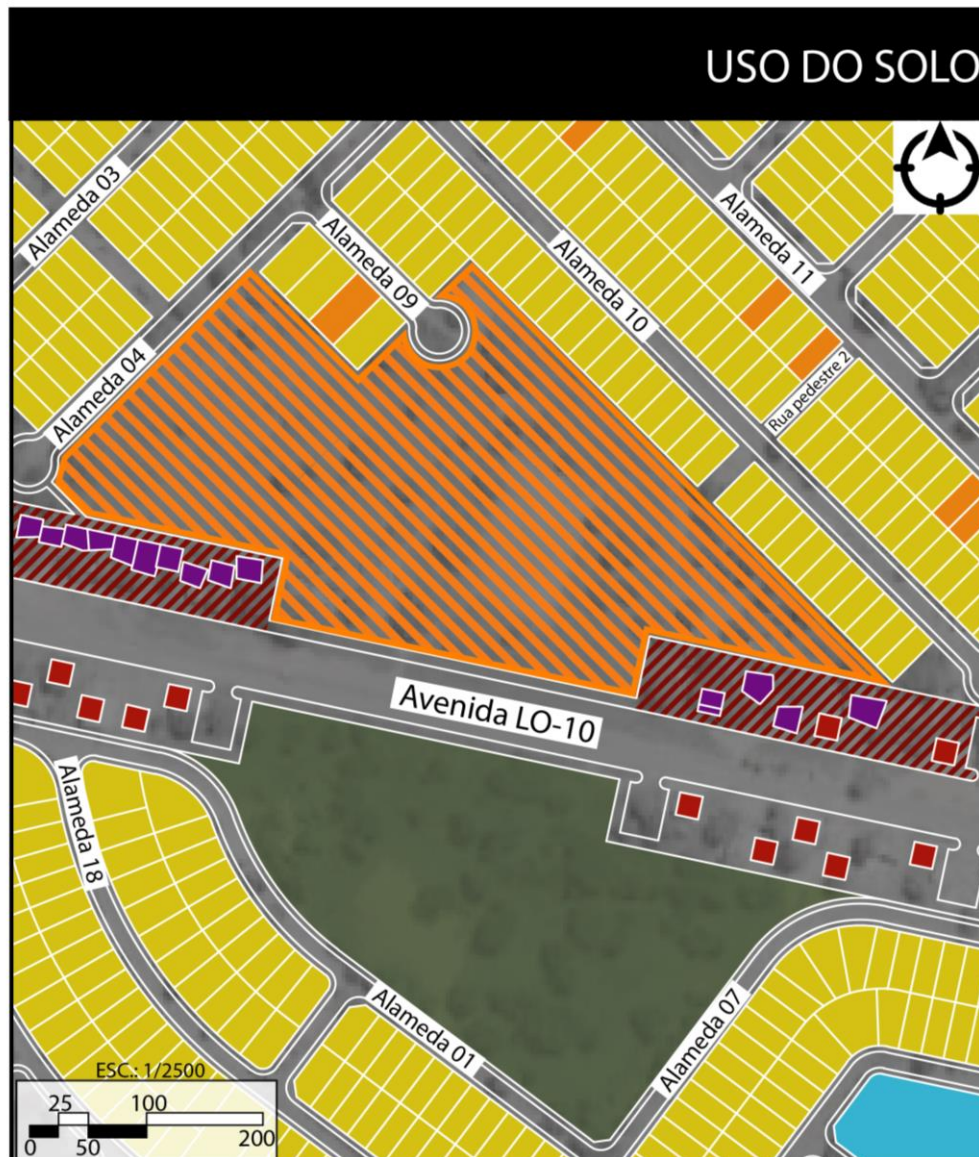 USO DO SOLO
Alameda 03
Alameda 09
Alameda 11
Alameda 10
Alameda 04
Rua pedestre 2
Avenida LO-10
Alameda 18
Alameda 01
Alameda 07
ESC.: 1/2500
25 100
0 50 200